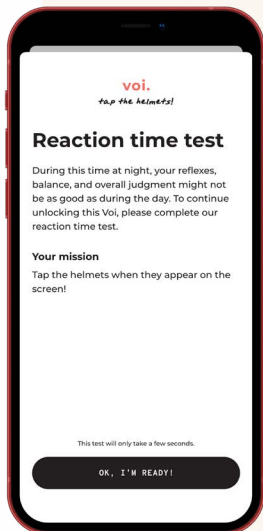 voi.
tap the helmets!
Reaction time test
During this time at night, your reflexes,
balance, and overall judgment might not
be as good as during the day. To continue
unlocking this Voi, please complete our
reaction time test.
Your mission
Tap the helmets when they appear on the
screen!
This test will only take a few seconds.
OK, I'M READY!